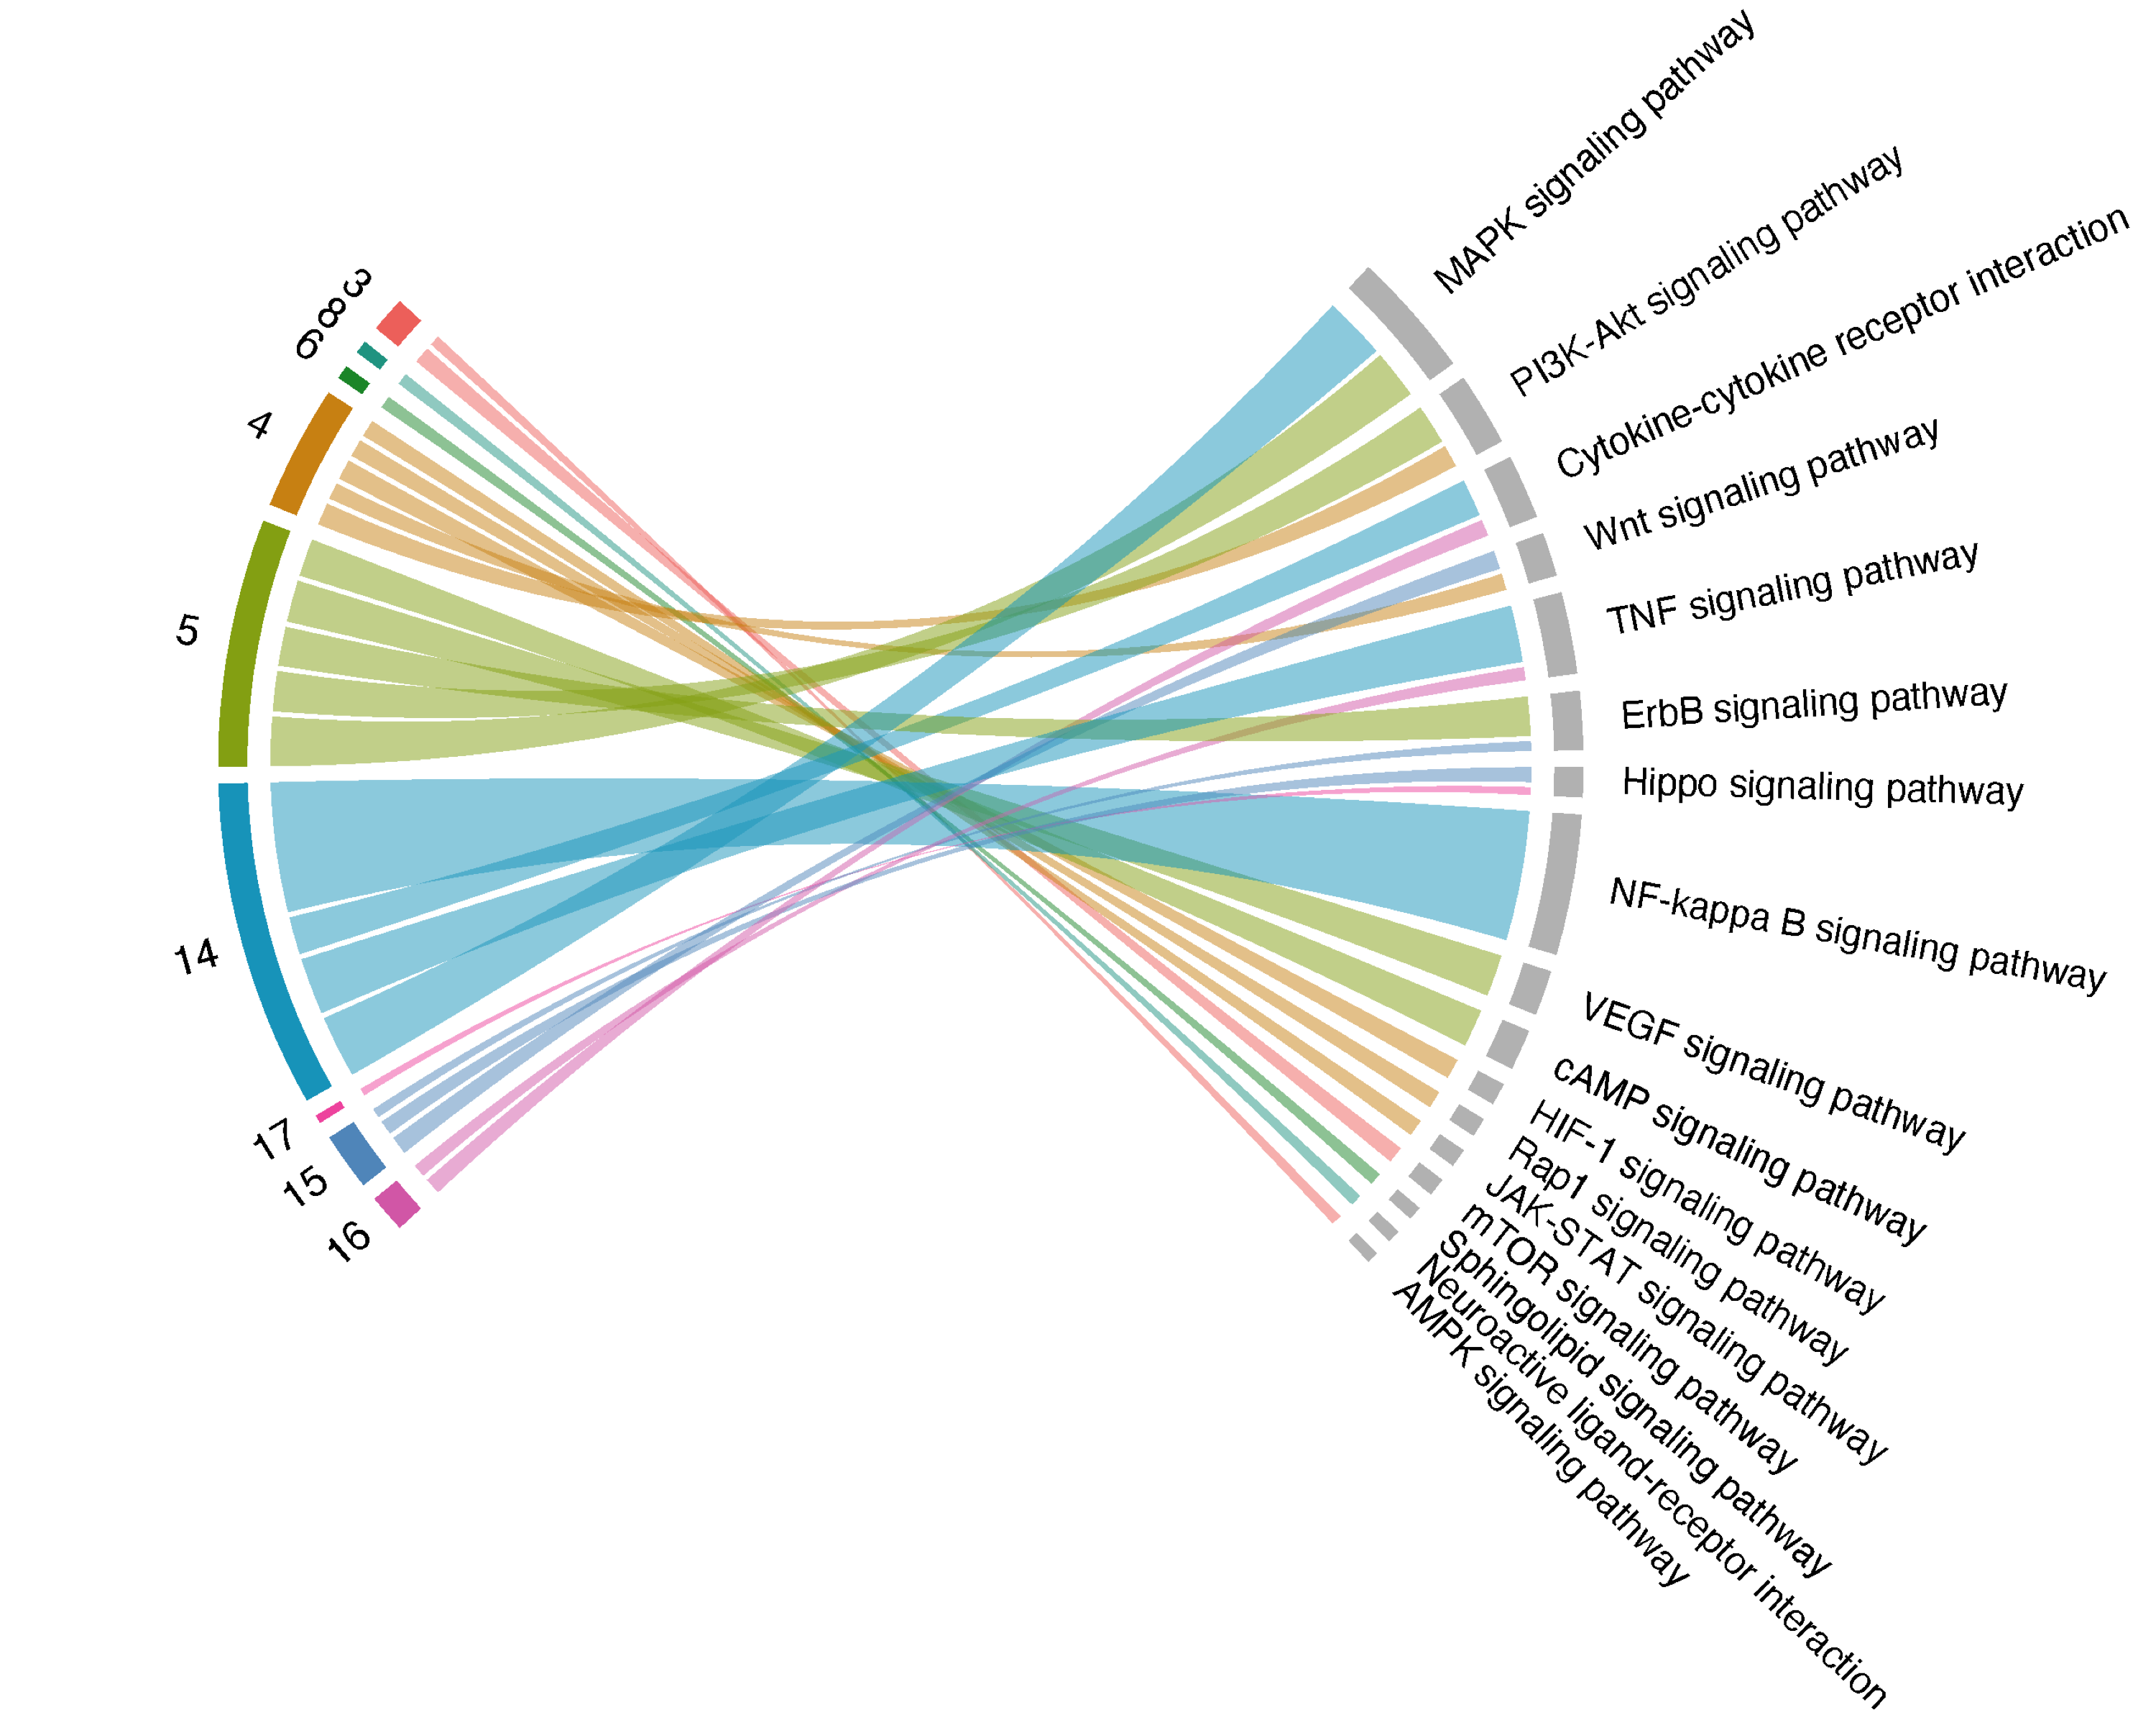 3
8
6
4
5
14
17
15
16
MAPK signaling pathway
PI3K-Akt signaling pathway
Cytokine-cytokine receptor interaction
Wnt signaling pathway
TNF signaling pathway
ErbB signaling pathway
Hippo signaling pathway
NF-kappa B signaling pathway
VEGF signaling pathway
cAMP signaling pathway
HIF-1 signaling pathway
Rap1 signaling pathway
JAK-STAT signaling pathway
mTOR signaling pathway
Sphingolipid signaling pathway
Neuroactive ligand-receptor interaction
AMPK signaling pathway